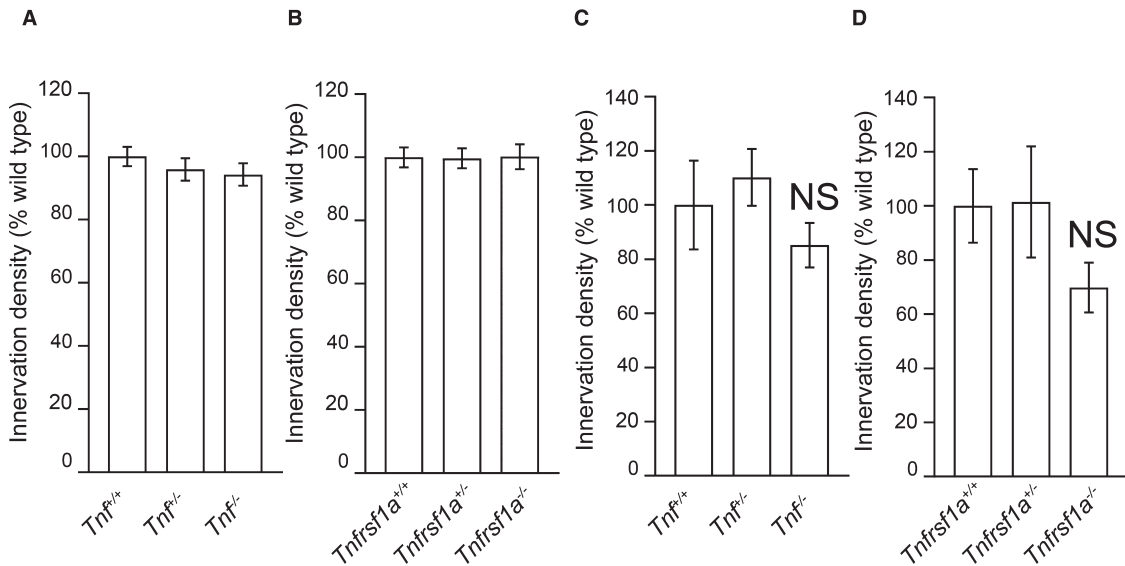 A
Innervation density (% wild type)
120
100
80
60
40
20
0
Tnf+/+
Tnf+/-
Tnf-/-
B
Innervation density (% wild type)
120
100
80
60
40
20
0
Tnfrsf1a+/+
Tnfrsf1a+/-
Tnfrsf1a-/-
C
Innervation density (% wild type)
140
120
100
80
60
40
20
0
NS
Tnf+/+
Tnf+/-
Tnf-/-
D
Innervation density (% wild type)
140
120
100
80
60
40
20
0
NS
Tnfrsf1a+/+
Tnfrsf1a+/-
Tnfrsf1a-/-